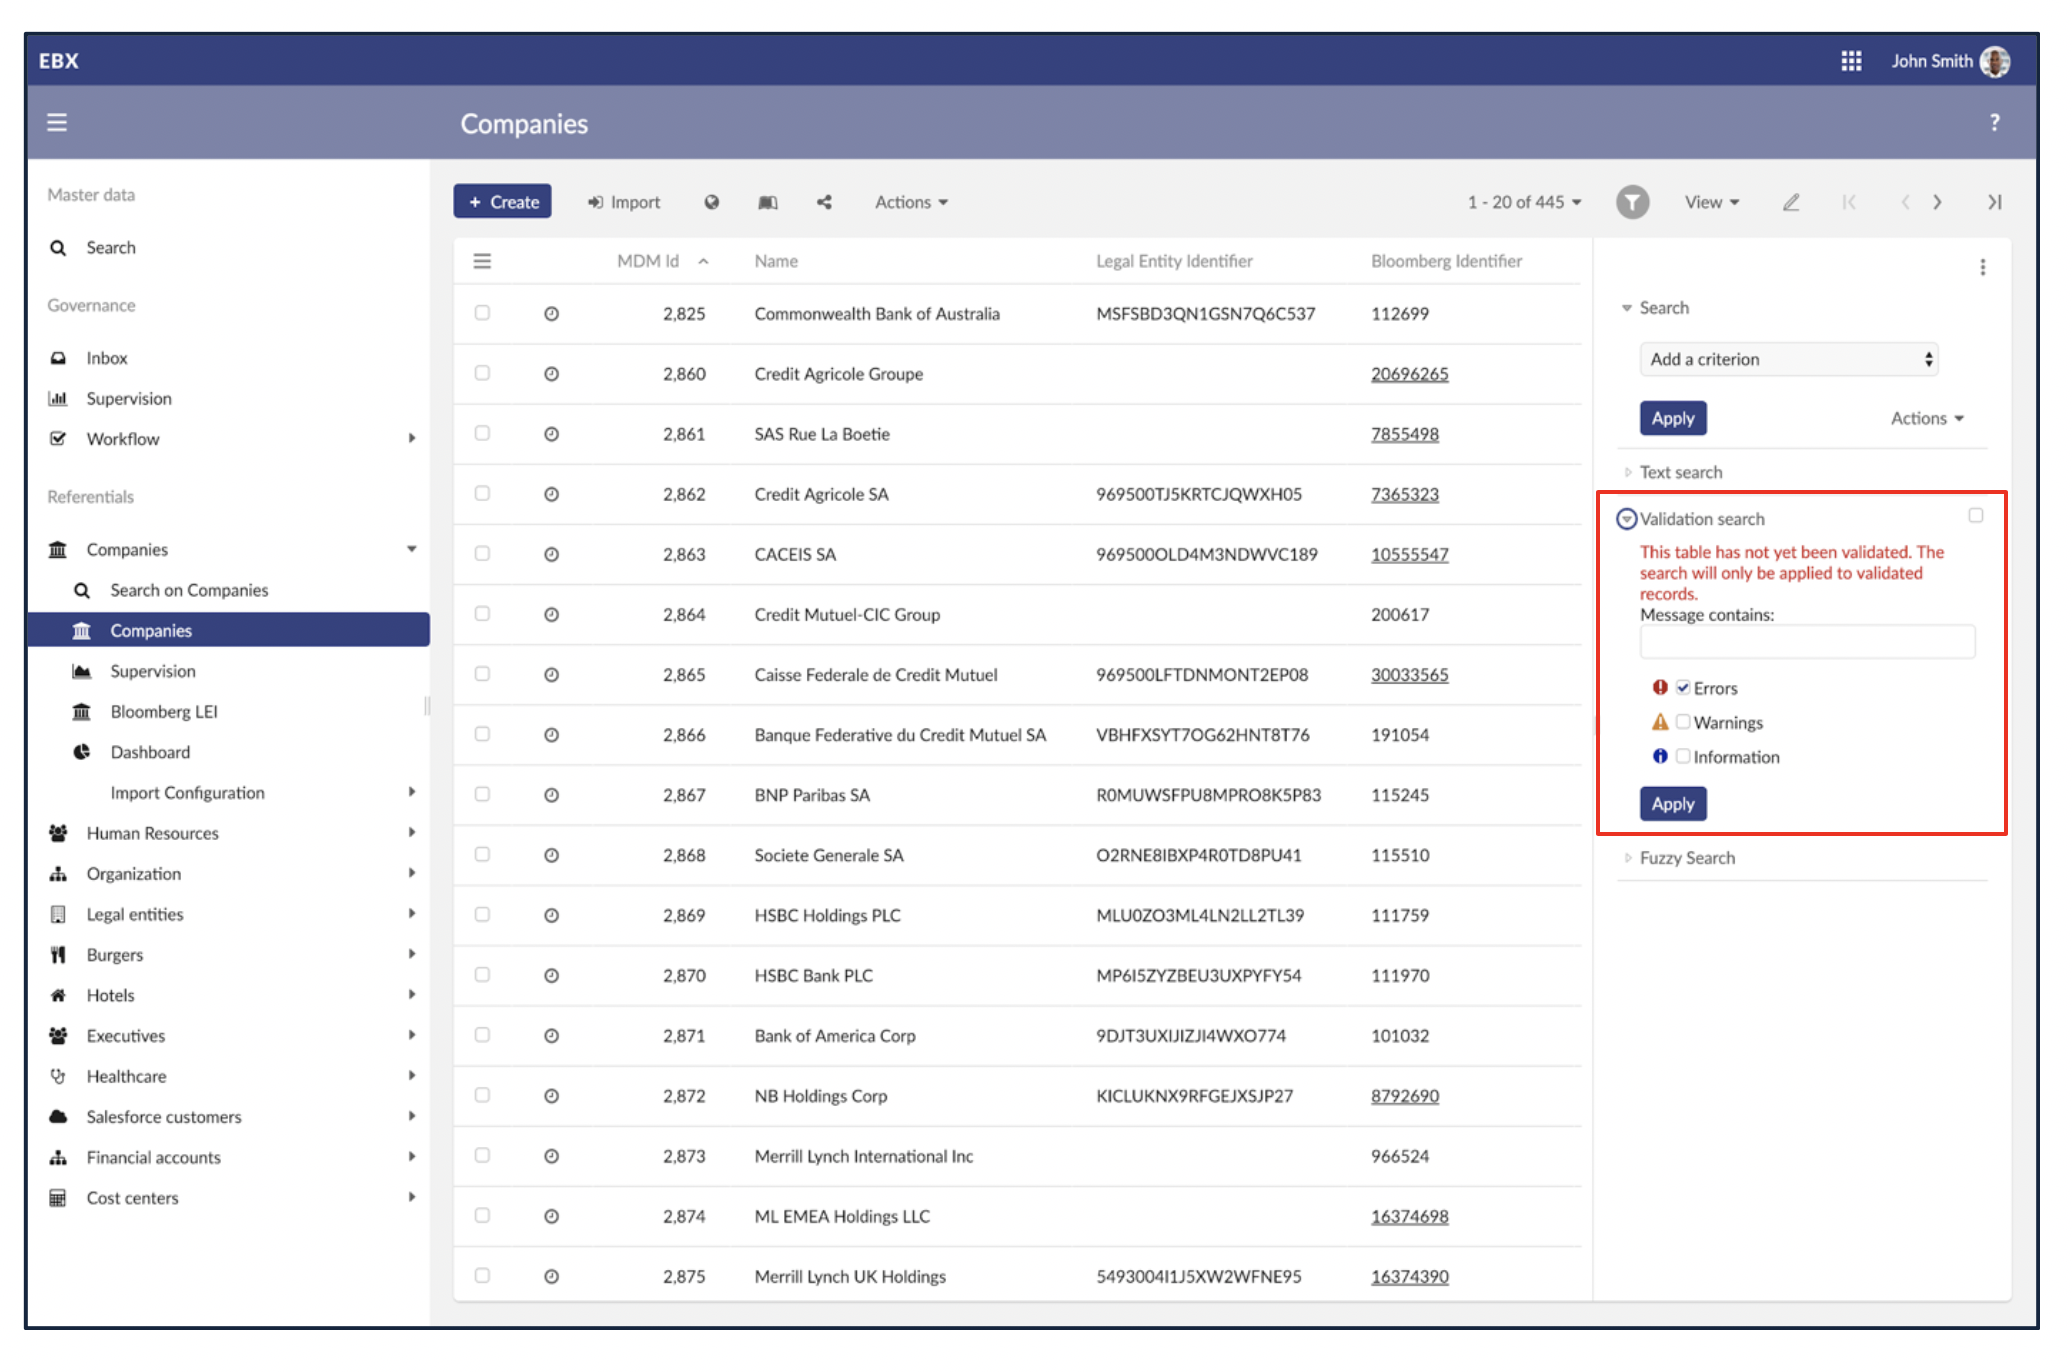 EBX
John Smith
Companies
?
Master data
Search
Governance
Inbox
Supervision
Workflow
Referentials
Companies
Search on Companies
Companies
Supervision
Bloomberg LEI
Dashboard
Import Configuration
Human Resources
Organization
Legal entities
Burgers
Hotels
Executives
Healthcare
Salesforce customers
Financial accounts
Cost centers
+ Create Import Actions 1 - 20 of 445 View
MDM Id Name Legal Entity Identifier Bloomberg Identifier
2,825 Commonwealth Bank of Australia MSFSBD3QN1GSN7Q6C537 112699
2,860 Credit Agricole Groupe 20696265
2,861 SAS Rue La Boetie 7855498
2,862 Credit Agricole SA 969500TJ5KRTCJQWXH05 7365323
2,863 CACEIS SA 969500OLD4M3NDWVC189 10555547
2,864 Credit Mutuel-CIC Group 200617
2,865 Caisse Federale de Credit Mutuel 969500LFTDNMONT2EP08 30033565
2,866 Banque Federative du Credit Mutuel SA VBHFXSYT7OG62HNT8T76 191054
2,867 BNP Paribas SA R0MUWSFPU8MPRO8K5P83 115245
2,868 Societe Generale SA O2RNE8IBXP4R0TD8PU41 115510
2,869 HSBC Holdings PLC MLU0ZO3ML4LN2LL2TL39 111759
2,870 HSBC Bank PLC MP6I5ZYZBEU3UXPYFY54 111970
2,871 Bank of America Corp 9DJT3UXIJIZJI4WXO774 101032
2,872 NB Holdings Corp KICLUKNX9RFGEJXSJP27 8792690
2,873 Merrill Lynch International Inc 966524
2,874 ML EMEA Holdings LLC 16374698
2,875 Merrill Lynch UK Holdings 5493004I1J5XW2WFNE95 16374390
Search
Add a criterion
Apply Actions
Text search
Validation search
This table has not yet been validated. The
search will only be applied to validated
records.
Message contains:
Errors
Warnings
Information
Apply
Fuzzy Search